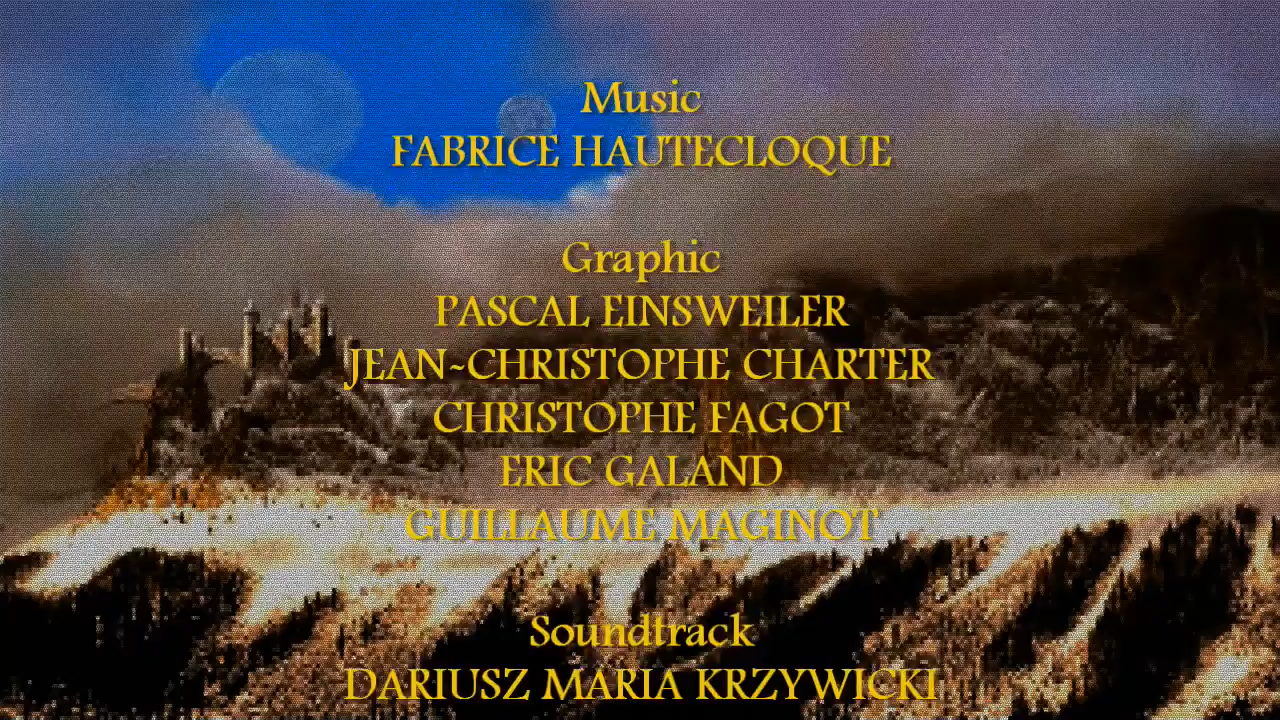 Music
FABRICE HAUTECLOQUE
Graphic
PASCAL EINSWEILER
JEAN~CHRISTOPHE CHARTER
CHRISTOPHE FAGOT
ERIC GALAND
GUILLAUME MAGINOT
Soundtrack
DARIUSZ MARIA KRZYWICKI